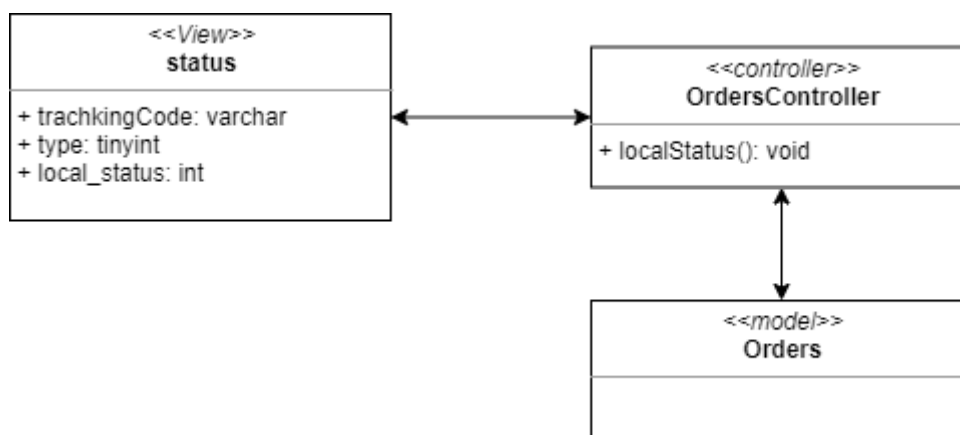 <<View>>
status
+ trachkingCode: varchar
+ type: tinyint
+ local_status: int
<<controller>>
OrdersController
+ localStatus(): void
<<model>>
Orders